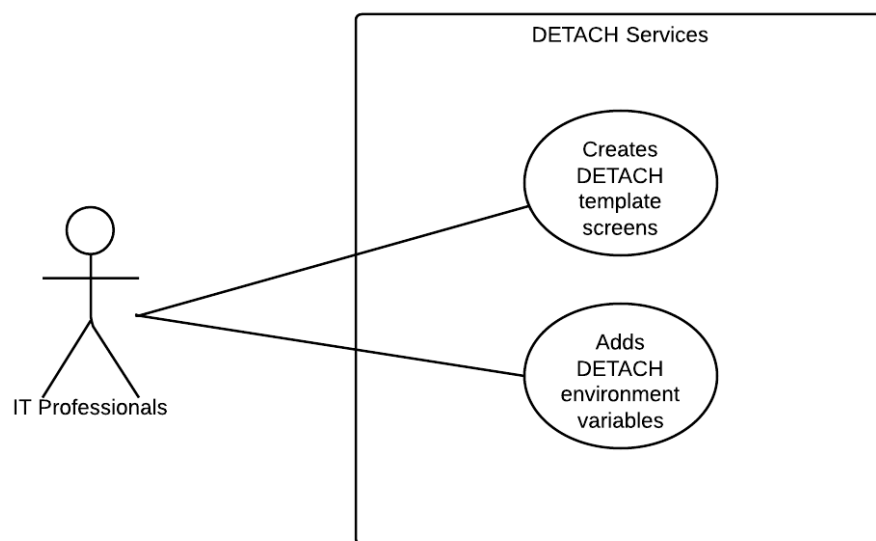 DETACH Services
Creates
DETACH
template
screens
IT Professionals
Adds
DETACH
environment
variables